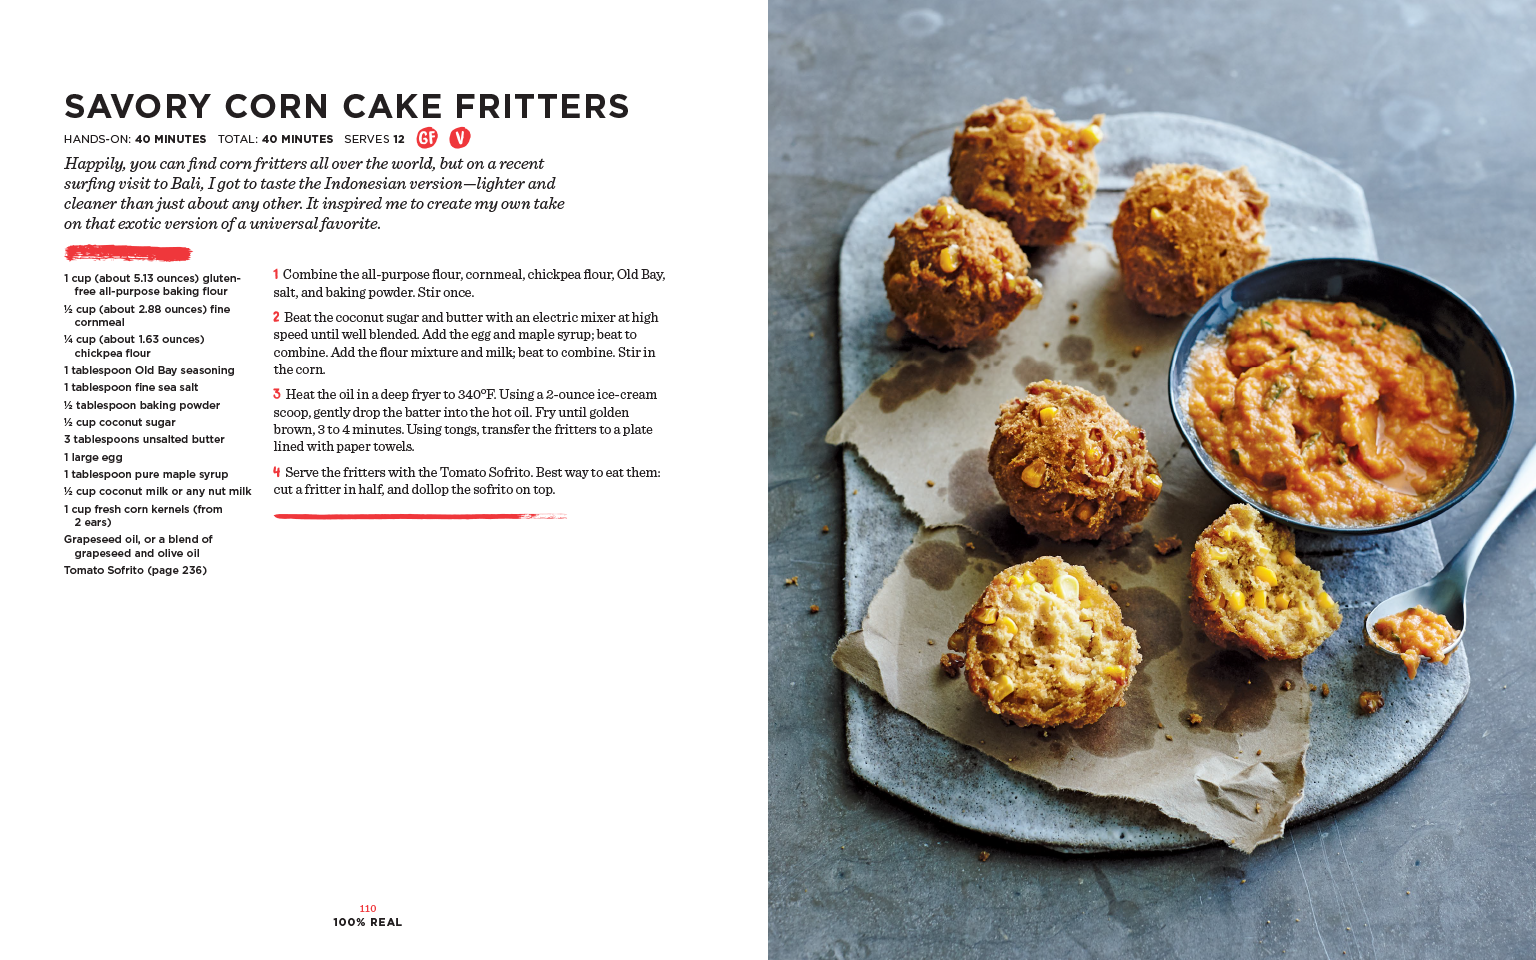 SAVORY CORN CAKE FRITTERS
HANDS-ON: 40 MINUTES TOTAL: 40 MINUTES SERVES 12 GF V
Happily, you can find corn fritters all over the world, but on a recent
surfing visit to Bali, I got to taste the Indonesian version—lighter and
cleaner than just about any other. It inspired me to create my own take
on that exotic version of a universal favorite.
1 cup (about 5.13 ounces) gluten-
free all-purpose baking flour
½ cup (about 2.88 ounces) fine
cornmeal
¼ cup (about 1.63 ounces)
chickpea flour
1 tablespoon Old Bay seasoning
1 tablespoon fine sea salt
½ tablespoon baking powder
½ cup coconut sugar
3 tablespoons unsalted butter
1 large egg
1 tablespoon pure maple syrup
½ cup coconut milk or any nut milk
1 cup fresh corn kernels (from
2 ears)
Grapeseed oil, or a blend of
grapeseed and olive oil
Tomato Sofrito (page 236)
1 Combine the all-purpose flour, cornmeal, chickpea flour, Old Bay,
salt, and baking powder. Stir once.
2 Beat the coconut sugar and butter with an electric mixer at high
speed until well blended. Add the egg and maple syrup; beat to
combine. Add the flour mixture and milk; beat to combine. Stir in
the corn.
3 Heat the oil in a deep fryer to 340ºF. Using a 2-ounce ice-cream
scoop, gently drop the batter into the hot oil. Fry until golden
brown, 3 to 4 minutes. Using tongs, transfer the fritters to a plate
lined with paper towels.
4 Serve the fritters with the Tomato Sofrito. Best way to eat them:
cut a fritter in half, and dollop the sofrito on top.
110
100% REAL